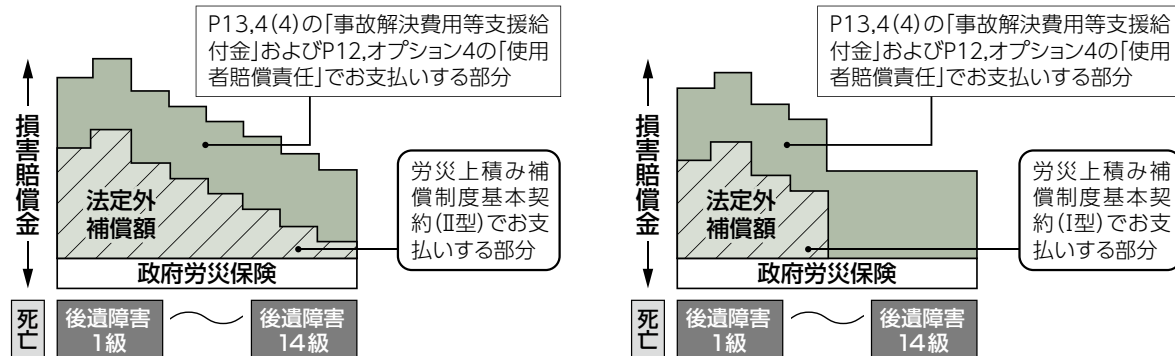 P13,4(4)の「事故解決費用等支援給
付金」およびP12,オプション4の「使用
者賠償責任」でお支払いする部分
損害賠償金
法定外
補償額
労災上積み補
償制度基本契
約(Ⅱ型)でお支
払いする部分
政府労災保険
死亡
後遺障害
1級
後遺障害
14級
P13,4(4)の「事故解決費用等支援給
付金」およびP12,オプション4の「使用
者賠償責任」でお支払いする部分
損害賠償金
法定外
補償額
労災上積み補
償制度基本契
約(Ⅰ型)でお支
払いする部分
政府労災保険
死亡
後遺障害
1級
後遺障害
14級